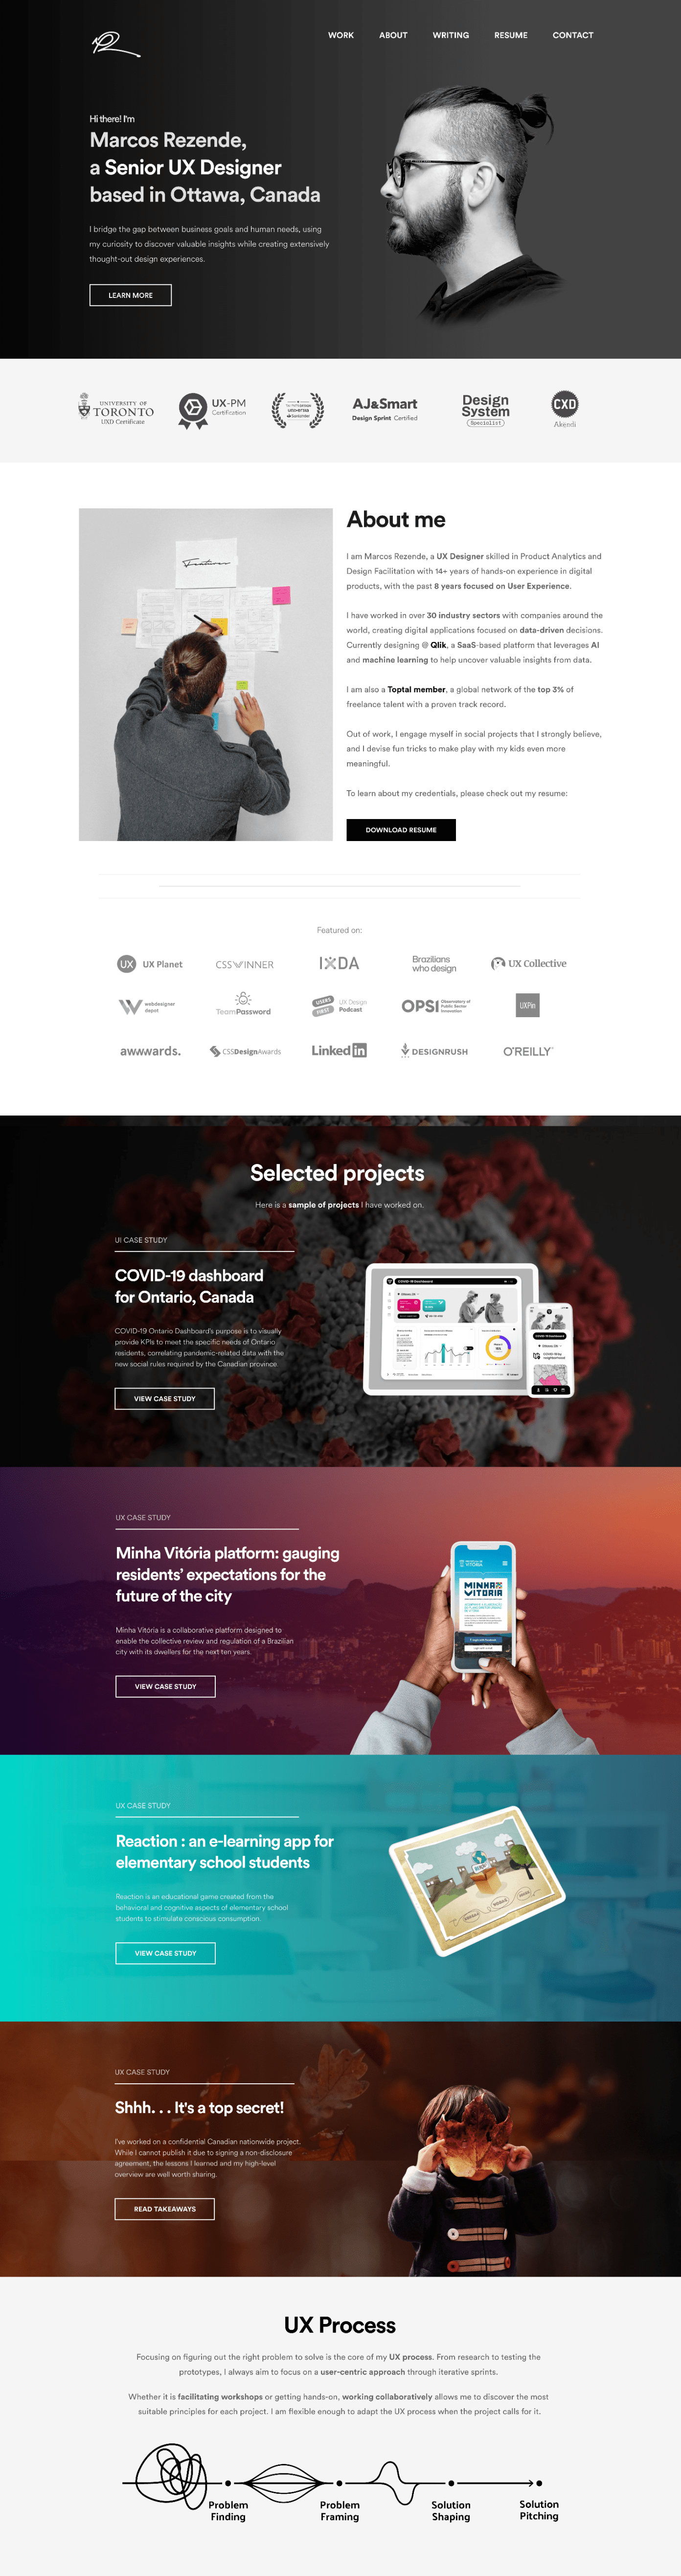 WORK ABOUT WRITING RESUME CONTACT
Hi there! I'm
Marcos Rezende,
a Senior UX Designer
based in Ottawa, Canada
I bridge the gap between business goals and human needs, using
my curiosity to discover valuable insights while creating extensively
thought-out design experiences.
LEARN MORE
UNIVERSITY OF
TORONTO
UXD Certificate
UX-PM
Certification
AJ&Smart
Design Sprint Certified
Design
System
Specialist
CXD
Akendi
Features
About me
I am Marcos Rezende, a UX Designer skilled in Product Analytics and
Design Facilitation with 14+ years of hands-on experience in digital
products, with the past 8 years focused on User Experience.
I have worked in over 30 industry sectors with companies around the
world, creating digital applications focused on data-driven decisions.
Currently designing @ Qlik, a SaaS-based platform that leverages AI
and machine learning to help uncover valuable insights from data.
I am also a Toptal member, a global network of the top 3% of
freelance talent with a proven track record.
Out of work, I engage myself in social projects that I strongly believe,
and I devise fun tricks to make play with my kids even more
meaningful.
To learn about my credentials, please check out my resume:
DOWNLOAD RESUME
Featured on:
UX UX Planet
CSSWINNER
IXDA
Brazilians
who design
UX Collective
webdesigner
depot
TeamPassword
USERS
FIRST
UX Design
Podcast
OPSI Observatory of
Public Sector
Innovation
UXPin
awwwards.
CSSDesignAwards
Linkedin
DESIGNRUSH
O'REILLY
Selected projects
Here is a sample of projects I have worked on.
UI CASE STUDY
COVID-19 dashboard
for Ontario, Canada
COVID-19 Ontario Dashboard's purpose is to visually
provide KPIs to meet the specific needs of Ontario
residents, correlating pandemic-related data with the
new social rules required by the Canadian province
VIEW CASE STUDY
COVID-19 Dashboard
UX CASE STUDY
Minha Vitória platform: gauging
residents' expectations for the
future of the city
Minha Vitória is a collaborative platform designed to
enable the collective review and regulation of a Brazilian
city with its dwellers for the next ten years.
VIEW CASE STUDY
MINHA
VITÓRIA
UX CASE STUDY
Reaction : an e-learning app for
elementary school students
Reaction is an educational game created from the
behavioral and cognitive aspects of elementary school
students to stimulate conscious consumption.
VIEW CASE STUDY
UX CASE STUDY
Shhh. . . It's a top secret!
I've worked on a confidential Canadian nationwide project.
While I cannot publish it due to signing a non-disclosure
agreement, the lessons I learned and my high-level
overview are well worth sharing.
READ TAKEAWAYS
UX Process
Focusing on figuring out the right problem to solve is the core of my UX process. From research to testing the
prototypes, I always aim to focus on a user-centric approach through iterative sprints.
Whether it is facilitating workshops or getting hands-on, working collaboratively allows me to discover the most
suitable principles for each project. I am flexible enough to adapt the UX process when the project calls for it.
Problem
Finding
Problem
Framing
Solution
Shaping
Solution
Pitching